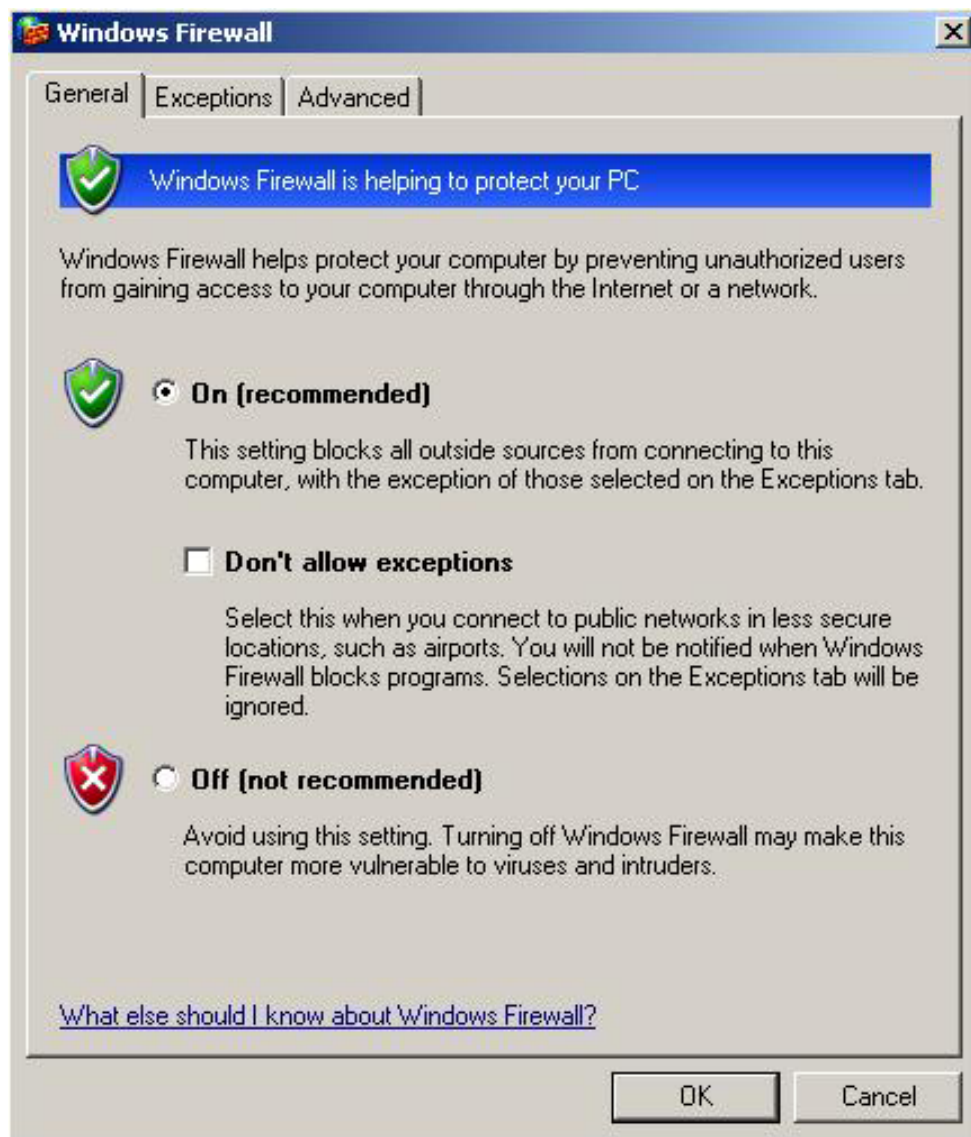 Windows Firewall
General Exceptions Advanced
Windows Firewall is helping to protect your PC
Windows Firewall helps protect your computer by preventing unauthorized users
from gaining access to your computer through the Internet or a network.
On (recommended)
This setting blocks all outside sources from connecting to this
computer, with the exception of those selected on the Exceptions tab.
Don't allow exceptions
Select this when you connect to public networks in less secure
locations, such as airports. You will not be notified when Windows
Firewall blocks programs. Selections on the Exceptions tab will be
ignored.
Off (not recommended)
Avoid using this setting. Turning off Windows Firewall may make this
computer more vulnerable to viruses and intruders.
What else should I know about Windows Firewall?
OK Cancel